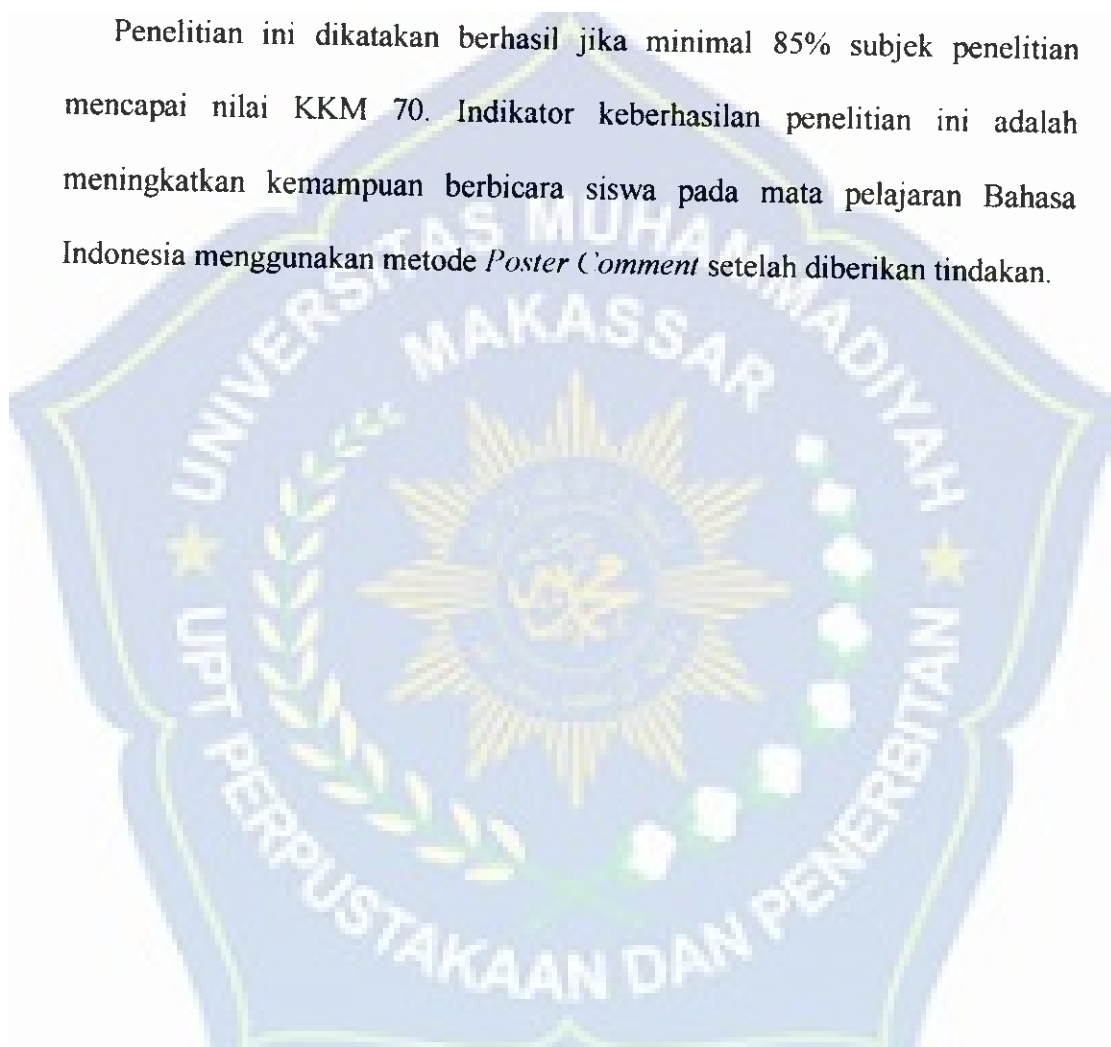 Penelitian ini dikatakan berhasil jika minimal 85% subjek penelitian
mencapai nilai KKM 70. Indikator keberhasilan penelitian ini adalah
meningkatkan kemampuan berbicara siswa pada mata pelajaran Bahasa
Indonesia menggunakan metode Poster Comment setelah diberikan tindakan.
UNIVERSITAS MUHAMMADIYAH
MAKASSAR
UPT PERPUSTAKAAN DAN PENERBITAN